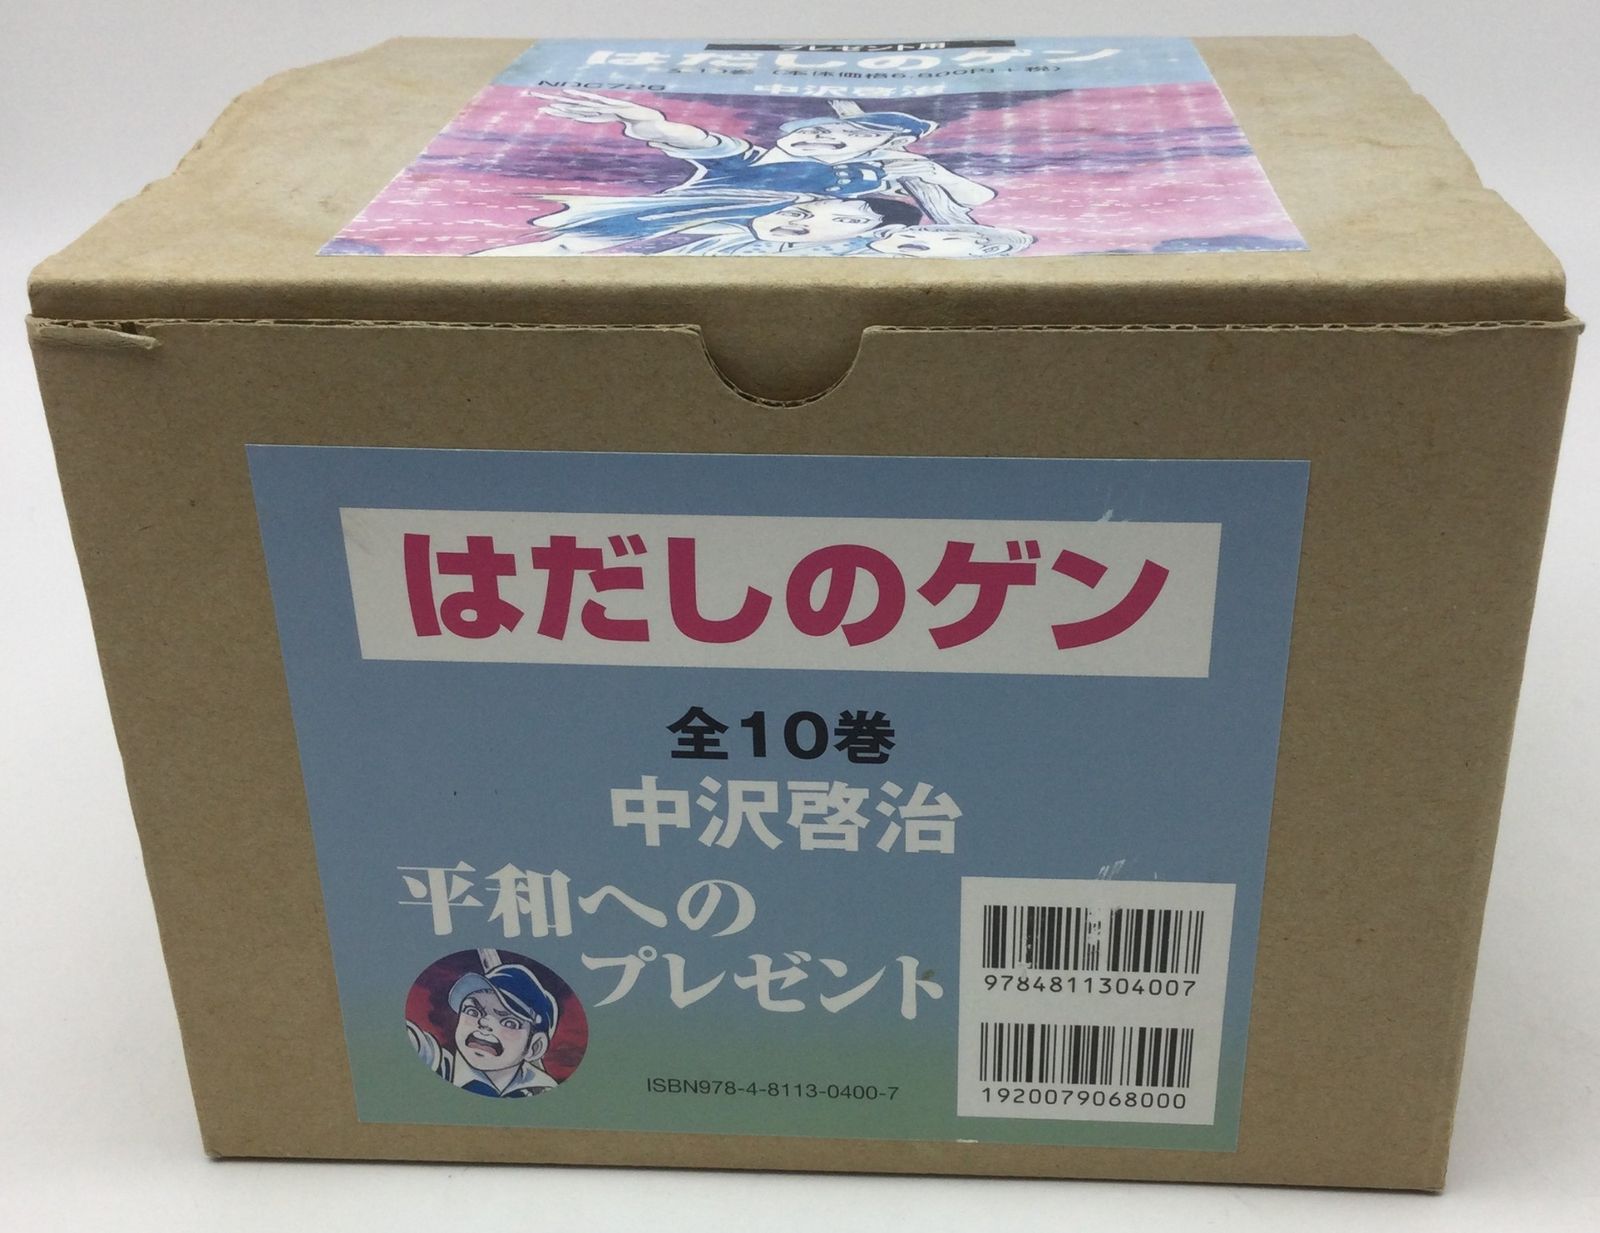 プレゼント用
はだしのゲン
全10巻(本体価格6,800円+税)
NDC726
中沢啓治
はだしのゲン
全10巻
中沢啓治
平和への
プレゼント
9784811304007
ISBN978-4-8113-0400-7
1920079068000